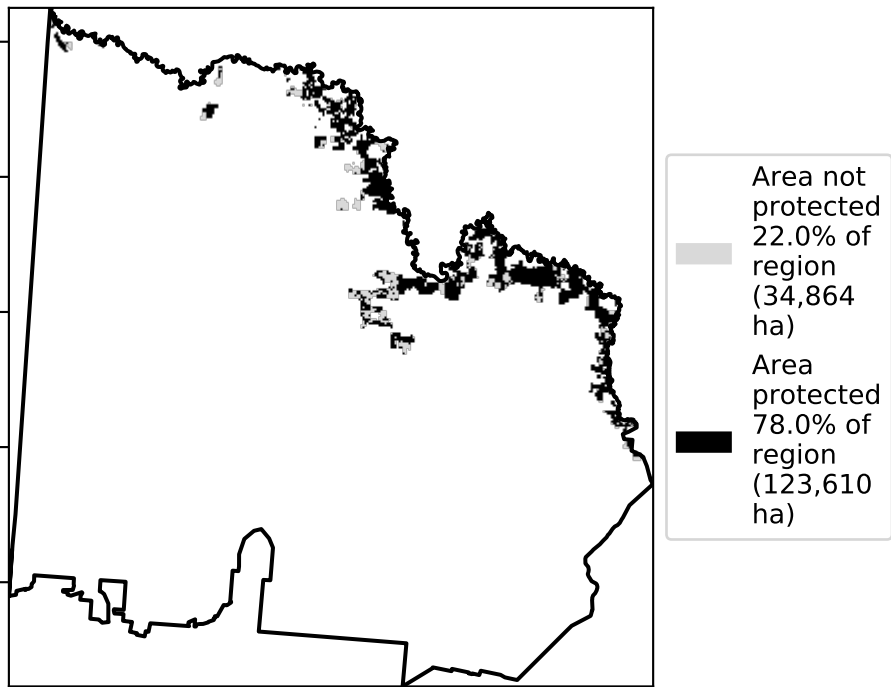 Area not
protected
22.0% of
region
(34,864
ha)
Area
protected
78.0% of
region
(123,610
ha)